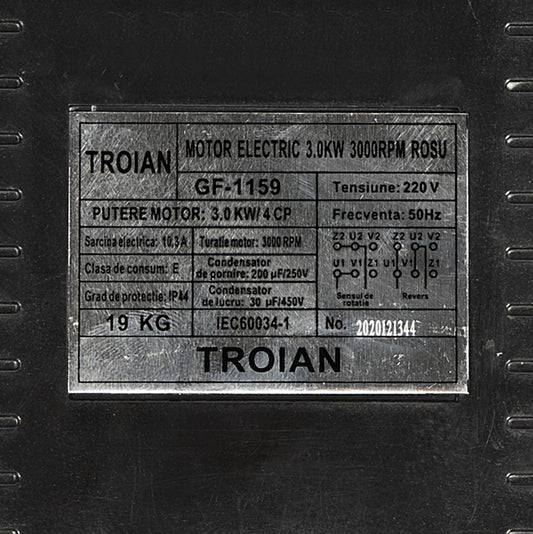 TROIAN
MOTOR ELECTRIC 3.0KW 3000RPM ROSU
GF-1159
Tensiune: 220 V
PUTERE MOTOR: 3.0 KW/ 4 CP
Frecventa: 50Hz
Sarcina electrica: 10,3 A
Turatie motor: 3000 RPM
Z2 U2 V2
Z2 U2 V2
Clasa de consum: E
Condensator
de pornire: 200 µF/250V
U1 V1 Z1
U1 V1 Z1
Grad de protectie: IP44
Condensator
de lucru: 30 µF/450V
Sensul de
rotatie
Revers
19 KG
IEC60034-1
No. 2020121344
TROIAN